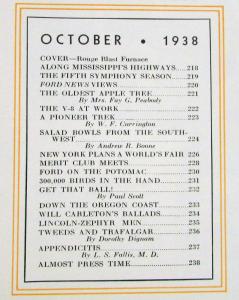 OCTOBER • 1938
COVER—Rouge Blast Furnace
ALONG MISSISSIPPI'S HIGHWAYS....218
THE FIFTH SYMPHONY SEASON....219
FORD NEWS VIEWS....220
THE OLDEST APPLE TREE....221
By Mrs. Fay G. Peabody
THE V-8 AT WORK....222
A PIONEER TREK....223
By W. F. Currington
SALAD BOWLS FROM THE SOUTH-
WEST....224
By Andrew R. Boone
NEW YORK PLANS A WORLD'S FAIR..226
MERIT CLUB MEETS....228
FORD ON THE POTOMAC....230
300,000 BIRDS IN THE HAND....231
GET THAT BALL!....232
By Paul Scott
DOWN THE OREGON COAST....233
WILL CARLETON'S BALLADS....234
LINCOLN-ZEPHYR MEN....235
TWEEDS AND TRAFALGAR....236
By Dorothy Dignam
APPENDICITIS....237
By L. S. Fallis, M. D.
ALMOST PRESS TIME....238